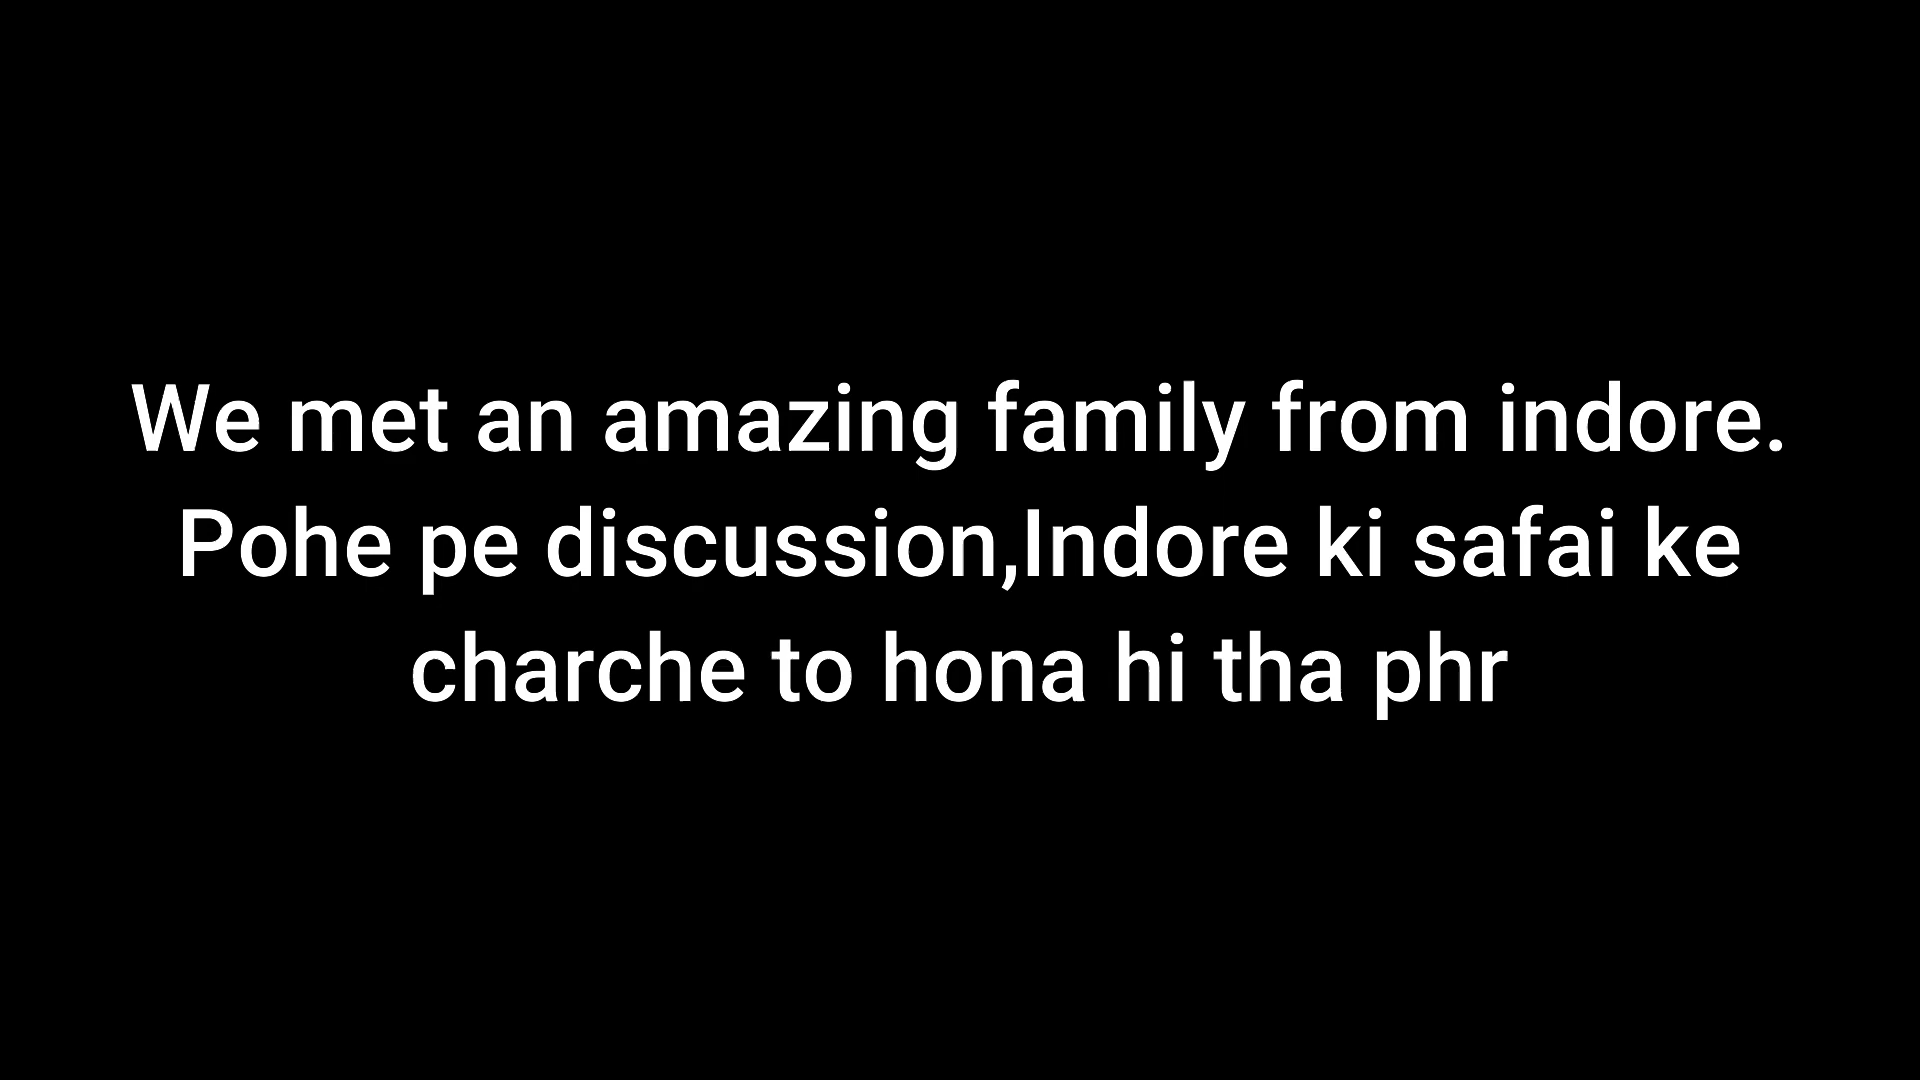 We met an amazing family from indore.
Pohe pe discussion,Indore ki safai ke
charche to hona hi tha phr